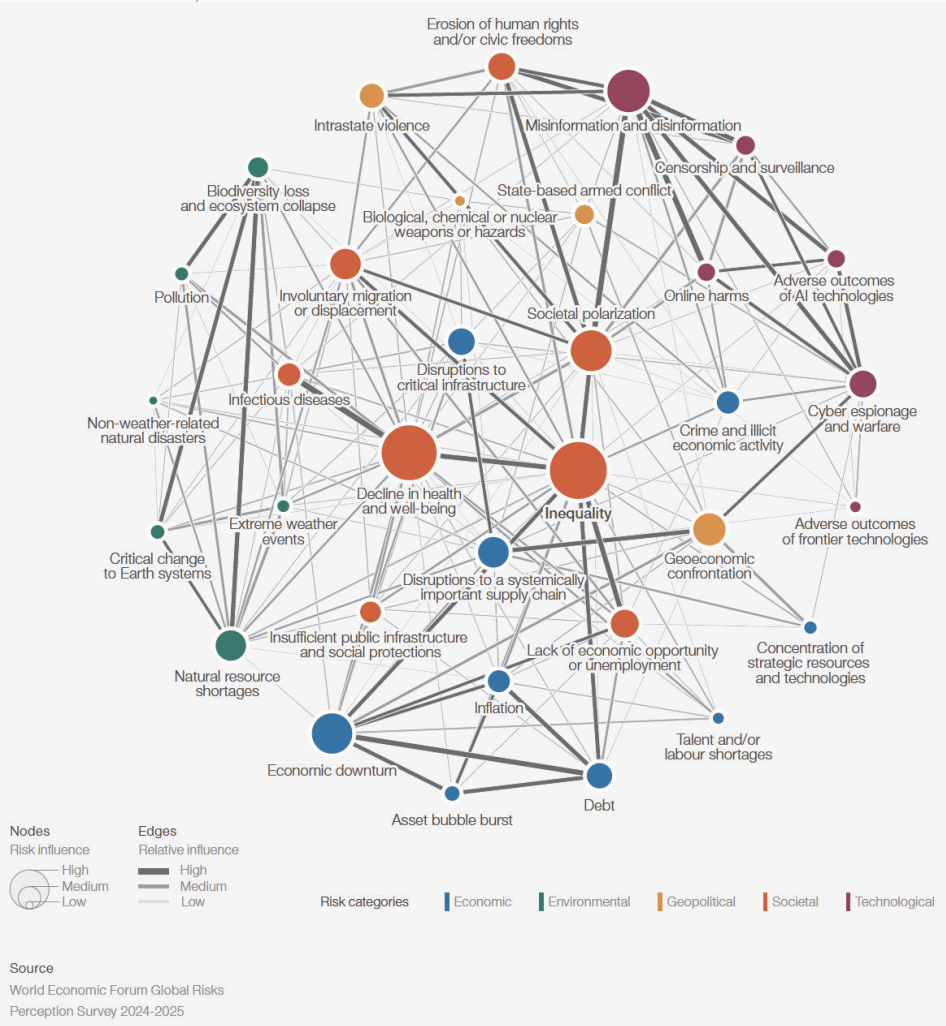 Erosion of human rights
and/or civic freedoms
Intrastate violence
Misinformation and disinformation
Censorship and surveillance
Biodiversity loss
and ecosystem collapse
State-based armed conflict
Biological, chemical or nuclear
weapons or hazards
Pollution
Involuntary migration
or displacement
Online harms
Adverse outcomes
of AI technologies
Societal polarization
Disruptions to
critical infrastructure
Infectious diseases
Non-weather-related
natural disasters
Crime and illicit
economic activity
Cyber espionage
and warfare
Decline in health
and well-being
Inequality
Extreme weather
events
Adverse outcomes
of frontier technologies
Critical change
to Earth systems
Geoeconomic
confrontation
Disruptions to a systemically
important supply chain
Insufficient public infrastructure
and social protections
Lack of economic opportunity
or unemployment
Concentration of
strategic resources
and technologies
Natural resource
shortages
Inflation
Talent and/or
labour shortages
Economic downturn
Debt
Asset bubble burst
Nodes
Risk influence
High
Medium
Low
Edges
Relative influence
High
Medium
Low
Risk categories
Economic
Environmental
Geopolitical
Societal
Technological
Source
World Economic Forum Global Risks
Perception Survey 2024-2025